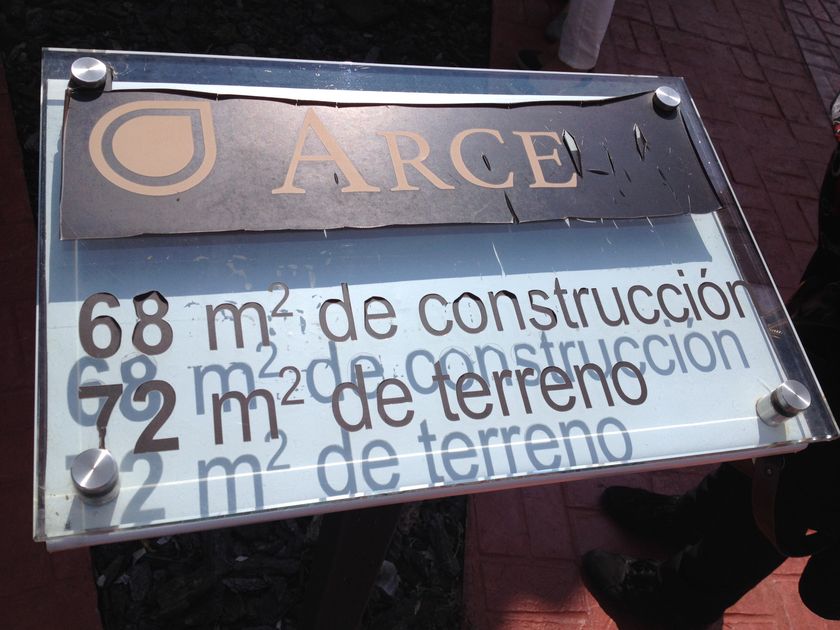 ARCE
68 m² de construcción
72 m² de terreno